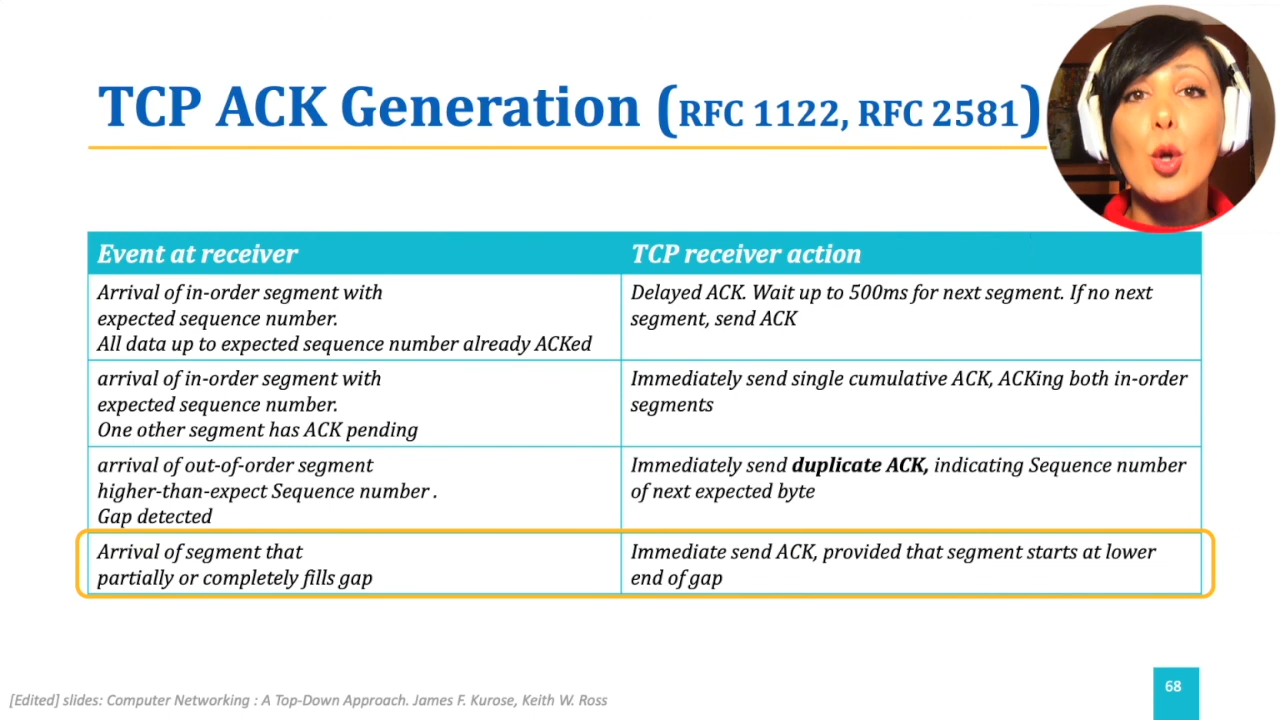 TCP ACK Generation (RFC 1122, RFC 2581)
Event at receiver
TCP receiver action
Arrival of in-order segment with
expected sequence number.
All data up to expected sequence number already ACKed
Delayed ACK. Wait up to 500ms for next segment. If no next
segment, send ACK
arrival of in-order segment with
expected sequence number.
One other segment has ACK pending
Immediately send single cumulative ACK, ACKing both in-order
segments
arrival of out-of-order segment
higher-than-expect Sequence number .
Gap detected
Immediately send duplicate ACK, indicating Sequence number
of next expected byte
Arrival of segment that
partially or completely fills gap
Immediate send ACK, provided that segment starts at lower
end of gap
[Edited] slides: Computer Networking : A Top-Down Approach. James F. Kurose, Keith W. Ross
68